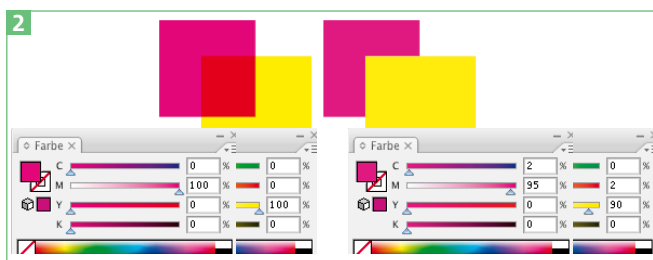 2
Farbe × Farbe ×
C 0 % 0 % C 2 % 0 %
M 100 % 0 % M 95 % 2 %
Y 0 % 100 % Y 0 % 90 %
K 0 % 0 % K 0 % 0 %